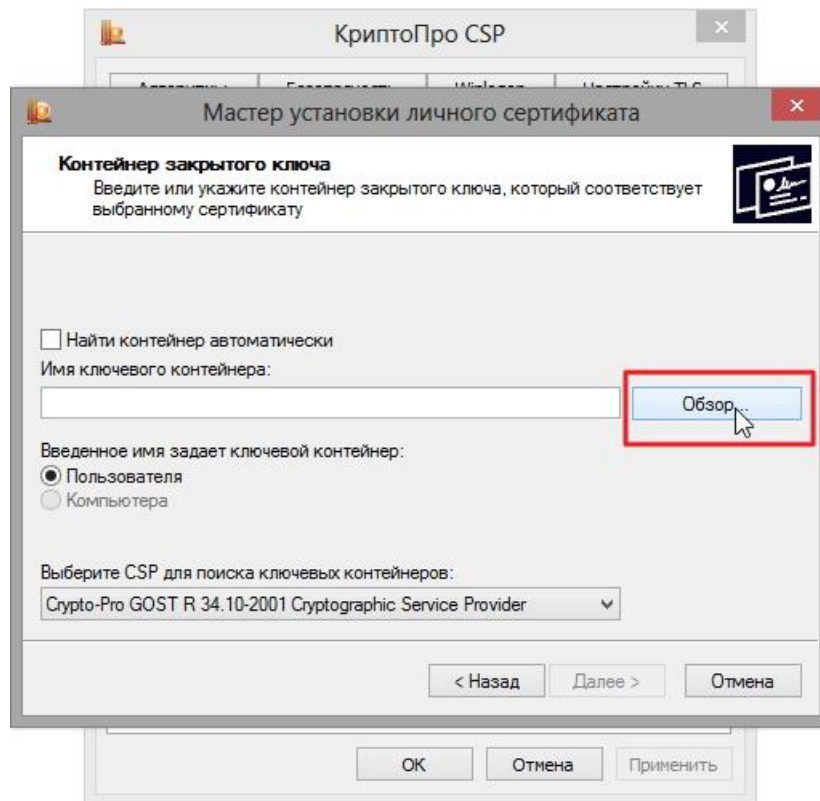 КриптоПро CSP
Мастер установки личного сертификата
Контейнер закрытого ключа
Введите или укажите контейнер закрытого ключа, который соответствует
выбранному сертификату
Найти контейнер автоматически
Имя ключевого контейнера:
Обзор...
Введенное имя задает ключевой контейнер:
Пользователя
Компьютера
Выберите CSP для поиска ключевых контейнеров:
Crypto-Pro GOST R 34.10-2001 Cryptographic Service Provider
< Назад Далее > Отмена
ОК Отмена Применить